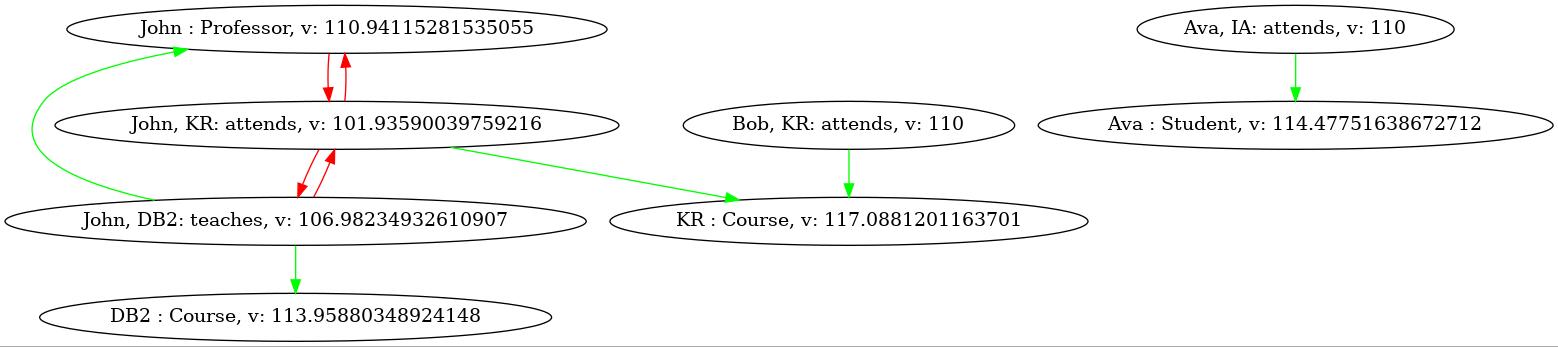 John : Professor, v: 110.94115281535055
Ava, IA: attends, v: 110
John, KR: attends, v: 101.93590039759216
Bob, KR: attends, v: 110
Ava : Student, v: 114.47751638672712
John, DB2: teaches, v: 106.98234932610907
KR : Course, v: 117.0881201163701
DB2 : Course, v: 113.95880348924148